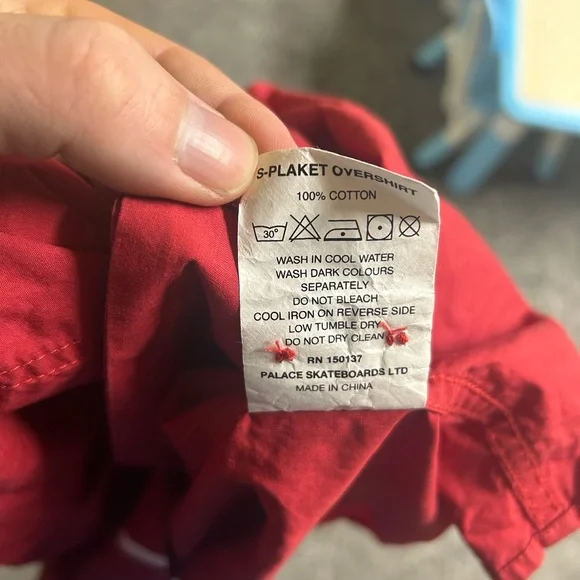 S-PLAKET OVERSHIRT
100% COTTON
30°
WASH IN COOL WATER
WASH DARK COLOURS
SEPARATELY
DO NOT BLEACH
COOL IRON ON REVERSE SIDE
LOW TUMBLE DRY
DO NOT DRY CLEAN
RN 150137
PALACE SKATEBOARDS LTD
MADE IN CHINA